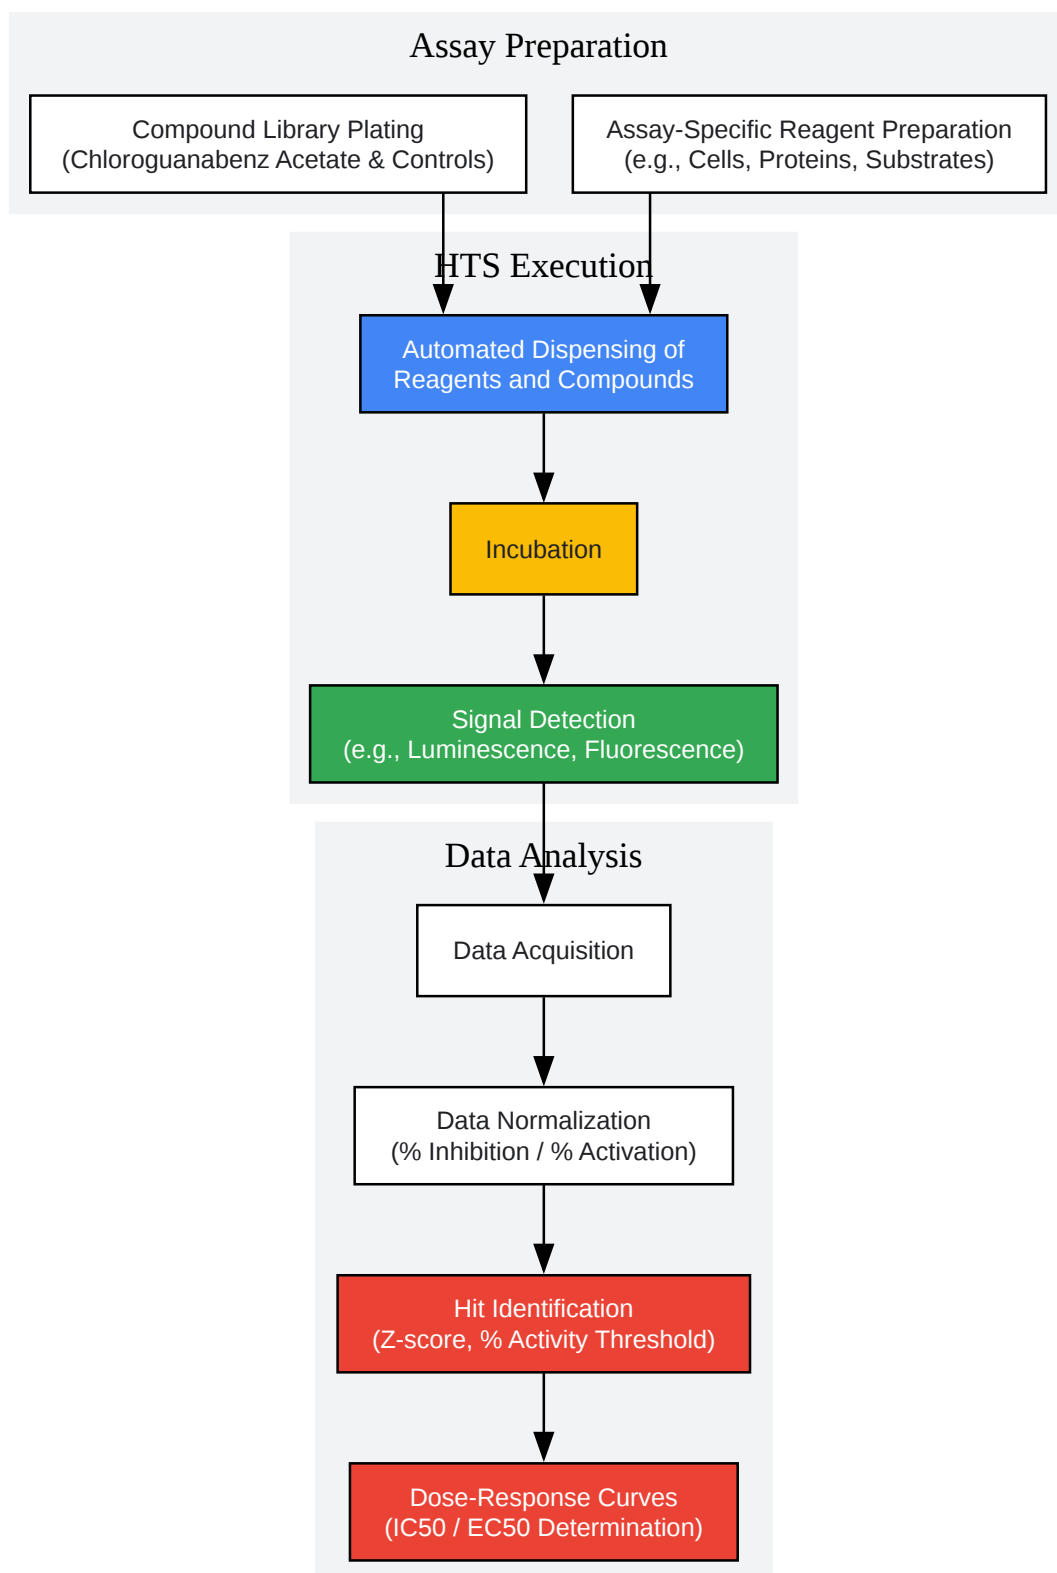 Assay Preparation
Compound Library Plating
(Chloroguanabenz Acetate & Controls)
Assay-Specific Reagent Preparation
(e.g., Cells, Proteins, Substrates)
HTS Execution
Automated Dispensing of
Reagents and Compounds
Incubation
Signal Detection
(e.g., Luminescence, Fluorescence)
Data Analysis
Data Acquisition
Data Normalization
(% Inhibition / % Activation)
Hit Identification
(Z-score, % Activity Threshold)
Dose-Response Curves
(IC50 / EC50 Determination)